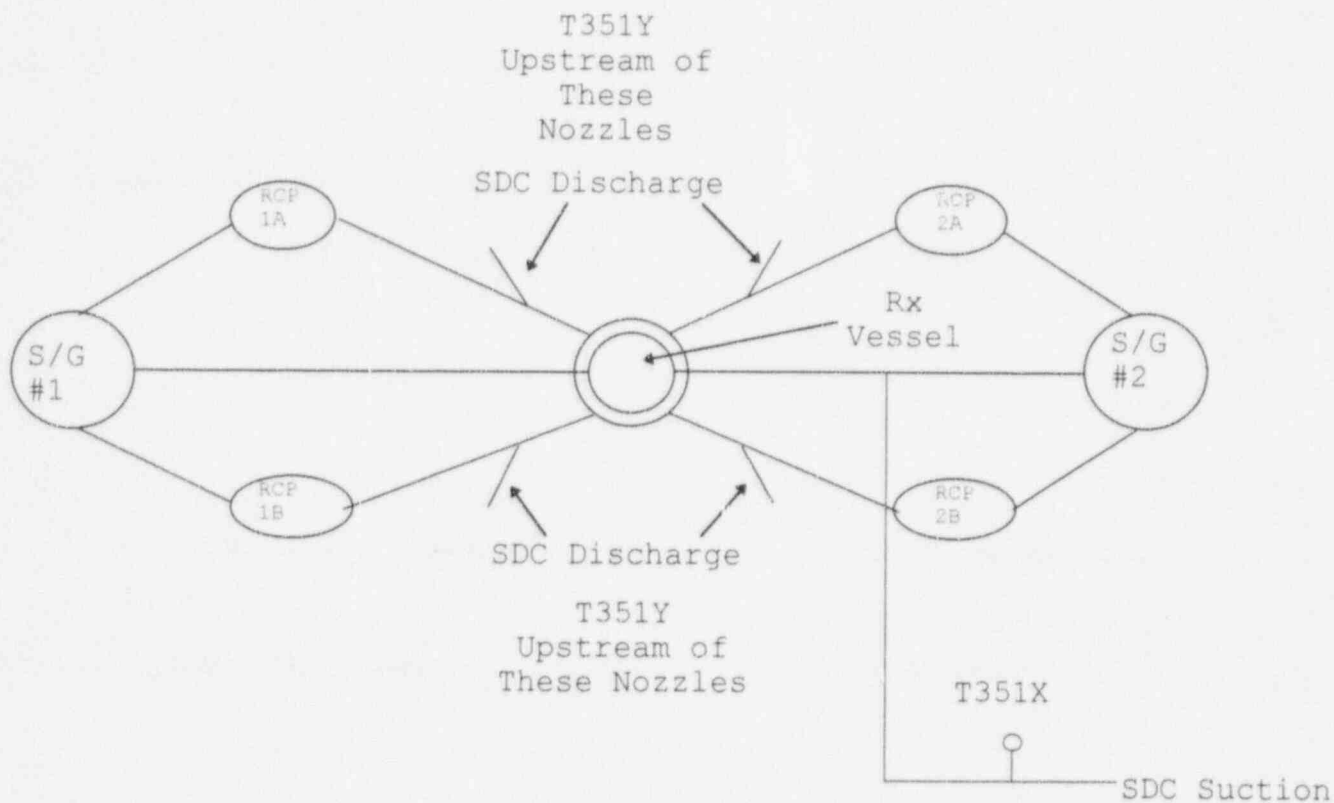 T351Y
Upstream of
These
Nozzles
SDC Discharge
RCP
1A
RCP
2A
Rx
Vessel
S/G
#1
S/G
#2
RCP
1B
RCP
2B
SDC Discharge
T351Y
Upstream of
These Nozzles
T351X
SDC Suction